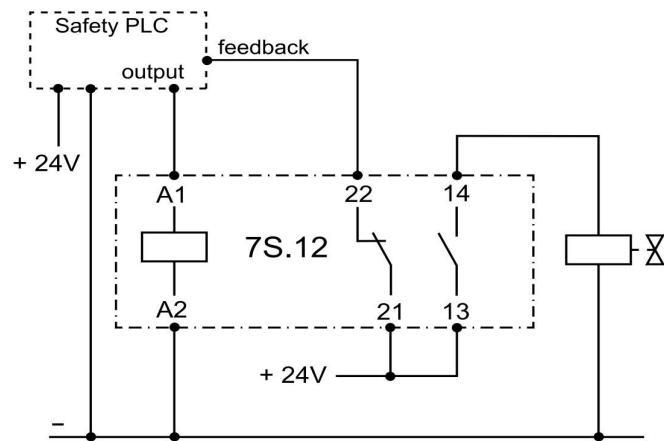 Safety PLC
feedback
output
+ 24V
A1
22
14
7S.12
A2
21
13
+ 24V
–